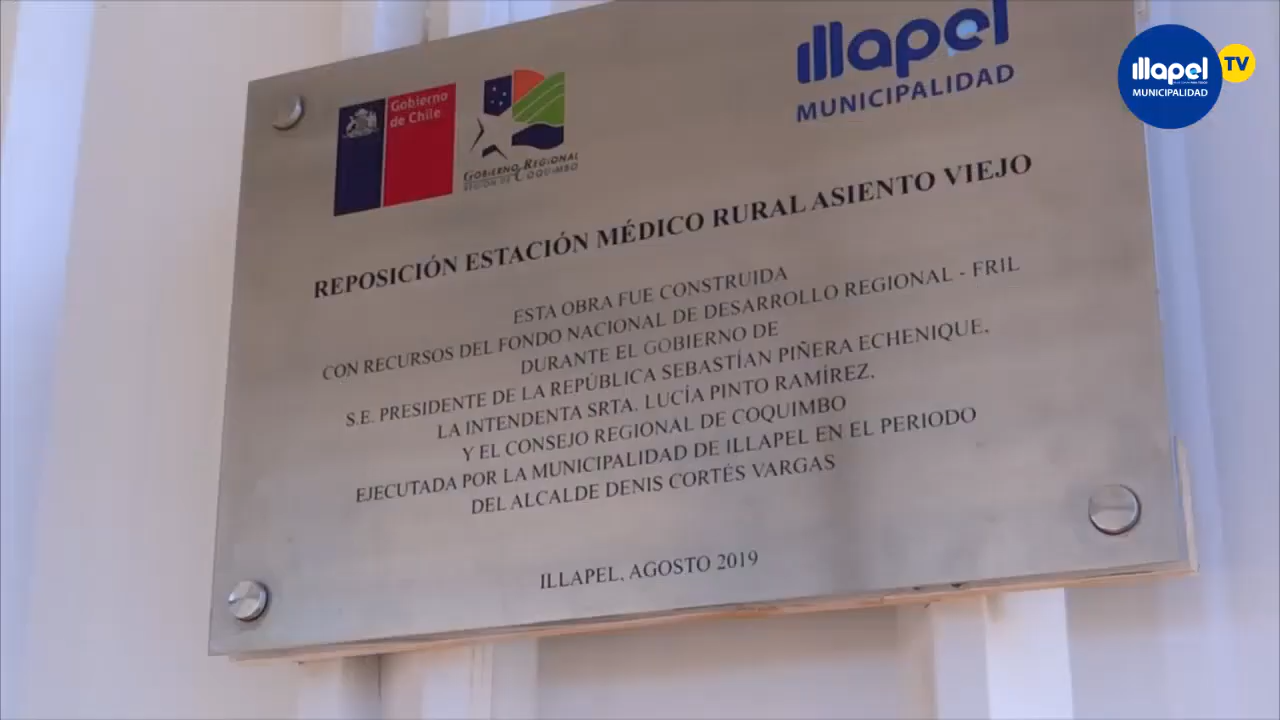 illapel
MUNICIPALIDAD
illapel
MUNICIPALIDAD
TV
Gobierno
de Chile
GOBIERNO REGIONAL
REGIÓN DE COQUIMBO
REPOSICIÓN ESTACIÓN MÉDICO RURAL ASIENTO VIEJO
ESTA OBRA FUE CONSTRUIDA
CON RECURSOS DEL FONDO NACIONAL DE DESARROLLO REGIONAL - FRIL
DURANTE EL GOBIERNO DE
S.E. PRESIDENTE DE LA REPÚBLICA SEBASTÍAN PIÑERA ECHENIQUE,
LA INTENDENTA SRTA. LUCÍA PINTO RAMÍREZ,
Y EL CONSEJO REGIONAL DE COQUIMBO
EJECUTADA POR LA MUNICIPALIDAD DE ILLAPEL EN EL PERIODO
DEL ALCALDE DENIS CORTÉS VARGAS
ILLAPEL, AGOSTO 2019